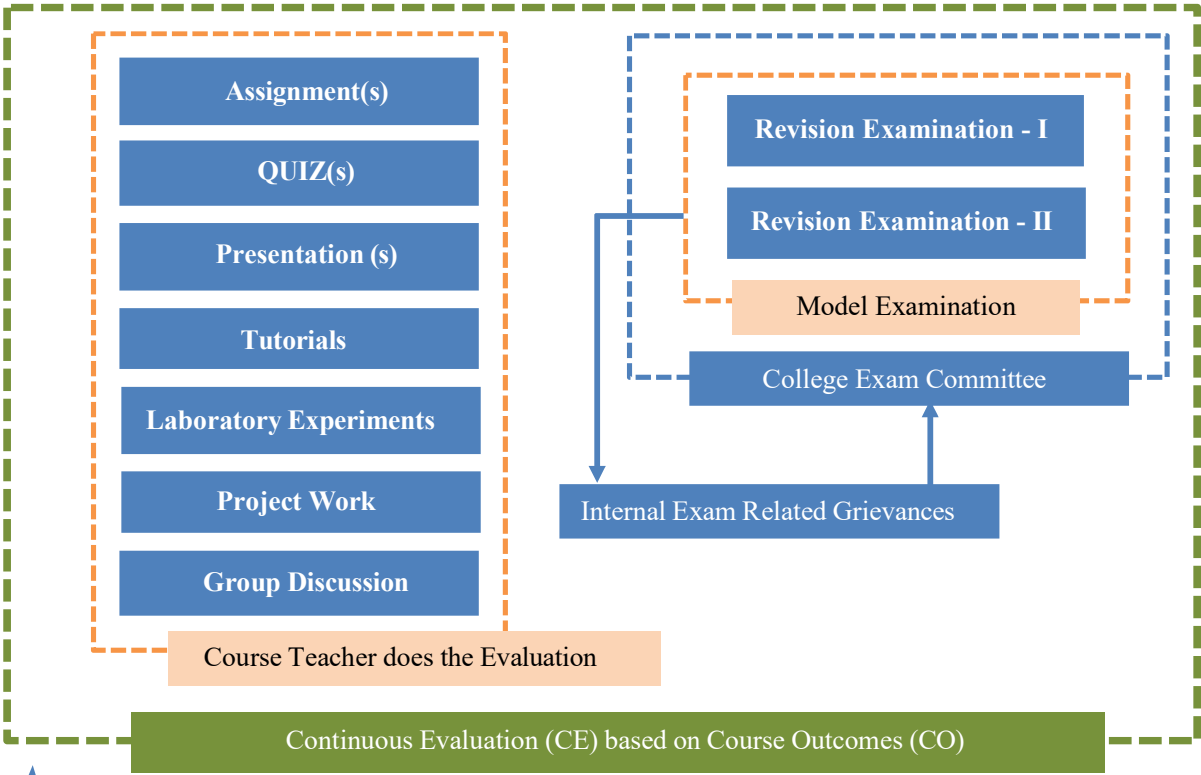 Assignment(s)
QUIZ(s)
Presentation (s)
Tutorials
Laboratory Experiments
Project Work
Group Discussion
Course Teacher does the Evaluation
Revision Examination - I
Revision Examination - II
Model Examination
College Exam Committee
Internal Exam Related Grievances
Continuous Evaluation (CE) based on Course Outcomes (CO)